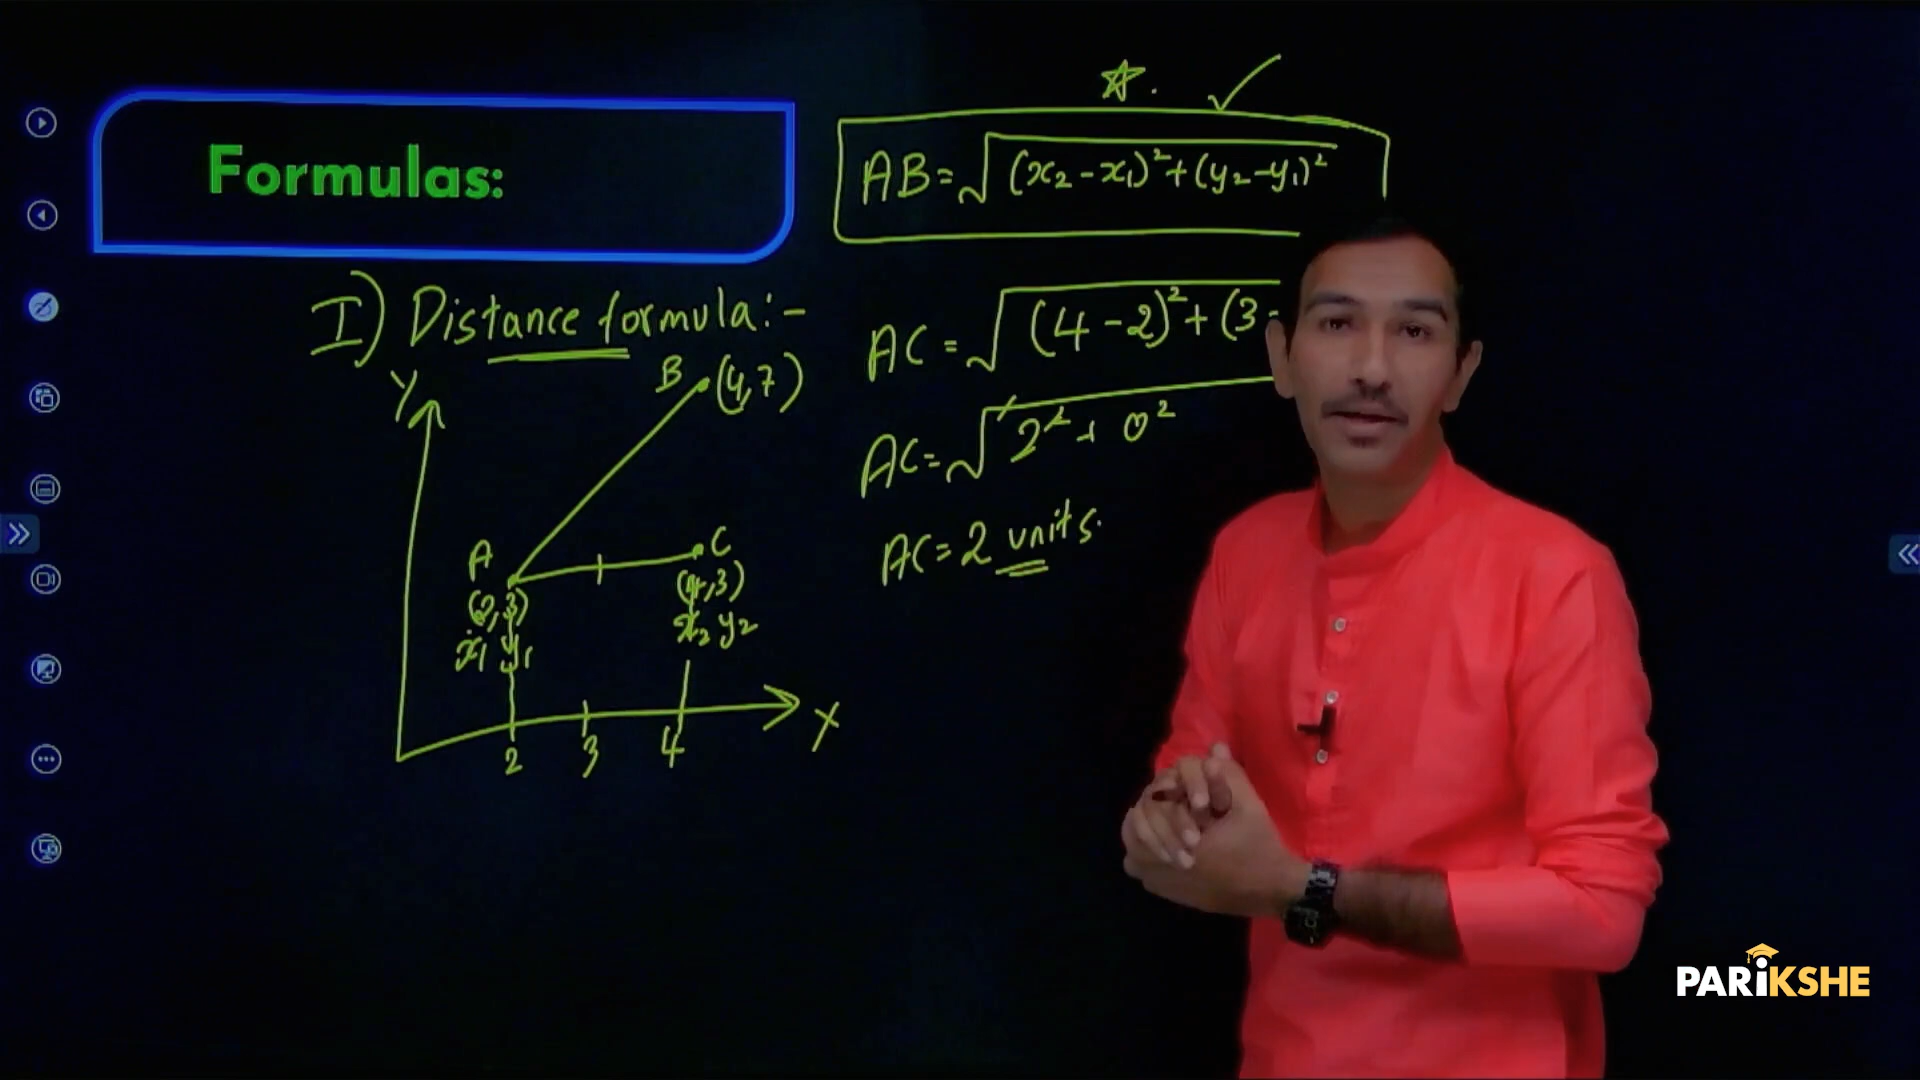 Formulas:
☆. ✓
AB=√(x₂-x₁)²+(y₂-y₁)²
I) Distance formula:-
AC=√(4-2)²+(3-
AC=√2²+0²
AC=2 units.
Y
B (4,7)
A
C
(2,3)
(4,3)
x₁ y₁
x₂ y₂
X
2 3 4
PARiKSHE